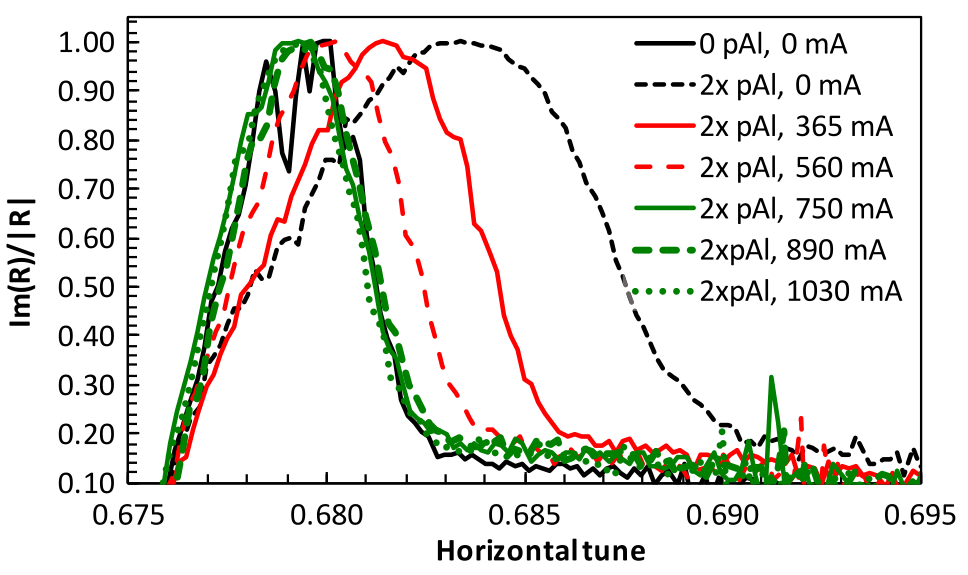 1.00
0.90
0.80
0.70
0.60
0.50
0.40
0.30
0.20
0.10
Im(R)/|R|
0 pAl, 0 mA
2x pAl, 0 mA
2x pAl, 365 mA
2x pAl, 560 mA
2x pAl, 750 mA
2xpAl, 890 mA
2xpAl, 1030 mA
0.675 0.680 0.685 0.690 0.695
Horizontal tune